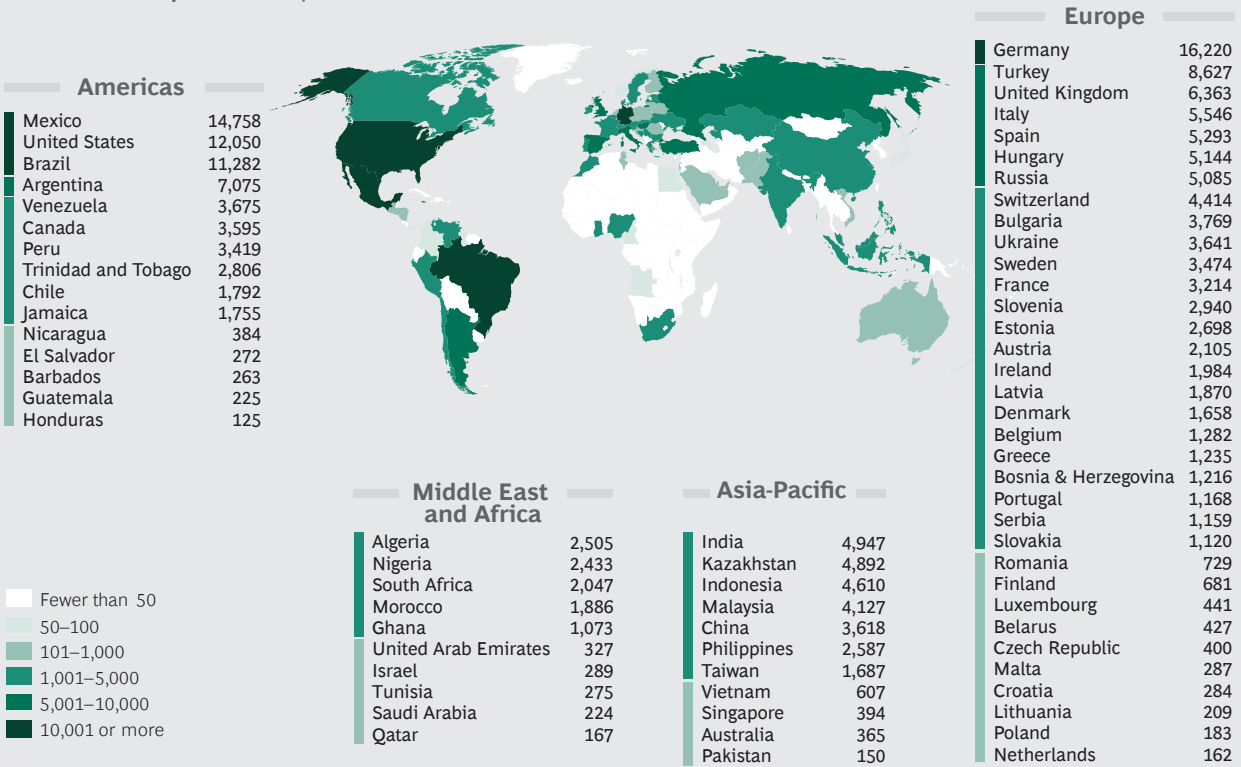 Americas
Mexico 14,758
United States 12,050
Brazil 11,282
Argentina 7,075
Venezuela 3,675
Canada 3,595
Peru 3,419
Trinidad and Tobago 2,806
Chile 1,792
Jamaica 1,755
Nicaragua 384
El Salvador 272
Barbados 263
Guatemala 225
Honduras 125
Fewer than 50
50–100
101–1,000
1,001–5,000
5,001–10,000
10,001 or more
Middle East
and Africa
Algeria 2,505
Nigeria 2,433
South Africa 2,047
Morocco 1,886
Ghana 1,073
United Arab Emirates 327
Israel 289
Tunisia 275
Saudi Arabia 224
Qatar 167
Asia-Pacific
India 4,947
Kazakhstan 4,892
Indonesia 4,610
Malaysia 4,127
China 3,618
Philippines 2,587
Taiwan 1,687
Vietnam 607
Singapore 394
Australia 365
Pakistan 150
Europe
Germany 16,220
Turkey 8,627
United Kingdom 6,363
Italy 5,546
Spain 5,293
Hungary 5,144
Russia 5,085
Switzerland 4,414
Bulgaria 3,769
Ukraine 3,641
Sweden 3,474
France 3,214
Slovenia 2,940
Estonia 2,698
Austria 2,105
Ireland 1,984
Latvia 1,870
Denmark 1,658
Belgium 1,282
Greece 1,235
Bosnia & Herzegovina 1,216
Portugal 1,168
Serbia 1,159
Slovakia 1,120
Romania 729
Finland 681
Luxembourg 441
Belarus 427
Czech Republic 400
Malta 287
Croatia 284
Lithuania 209
Poland 183
Netherlands 162